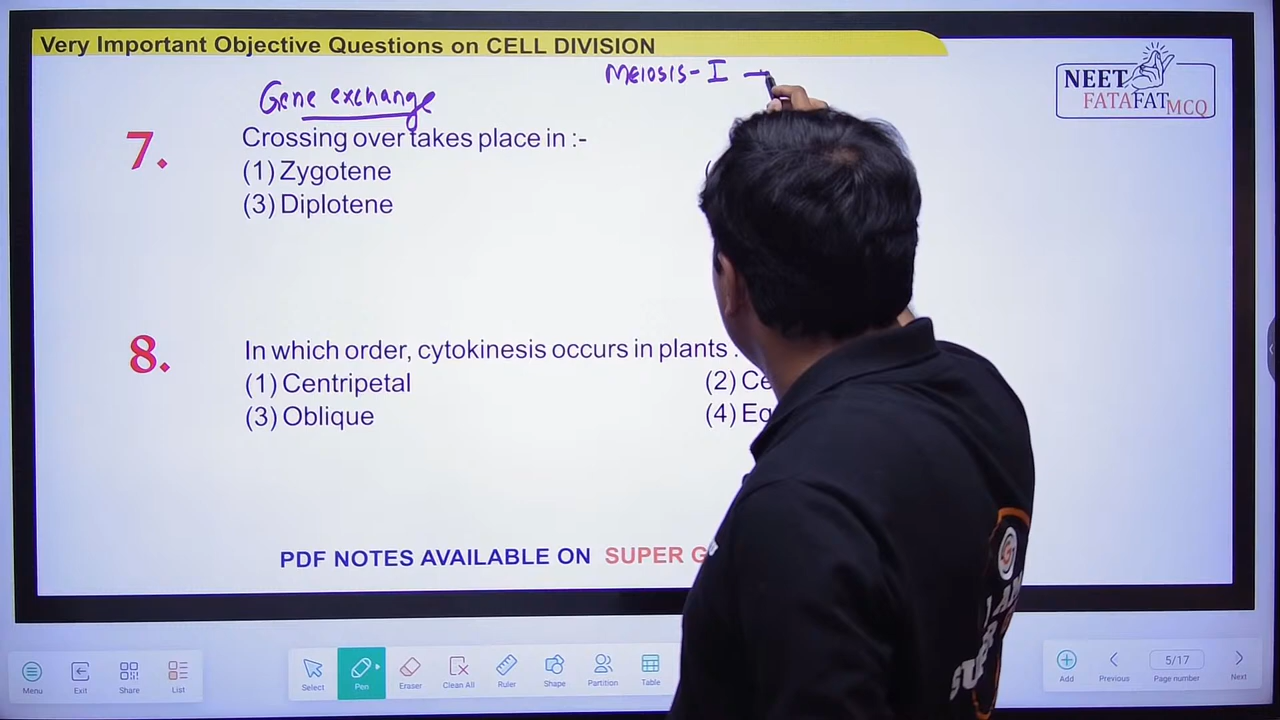 Very Important Objective Questions on CELL DIVISION
MEIOSIS-I →
Gene exchange
NEET
FATAFAT MCQ
7.
Crossing over takes place in :-
(1) Zygotene
(3) Diplotene
8.
In which order, cytokinesis occurs in plants :
(1) Centripetal
(2) Ce
(3) Oblique
(4) Eq
PDF NOTES AVAILABLE ON SUPER G
Menu Exit Share List Select Pen Eraser Clean All Ruler Shape Partition Table Add Previous 5/17 Page number Next